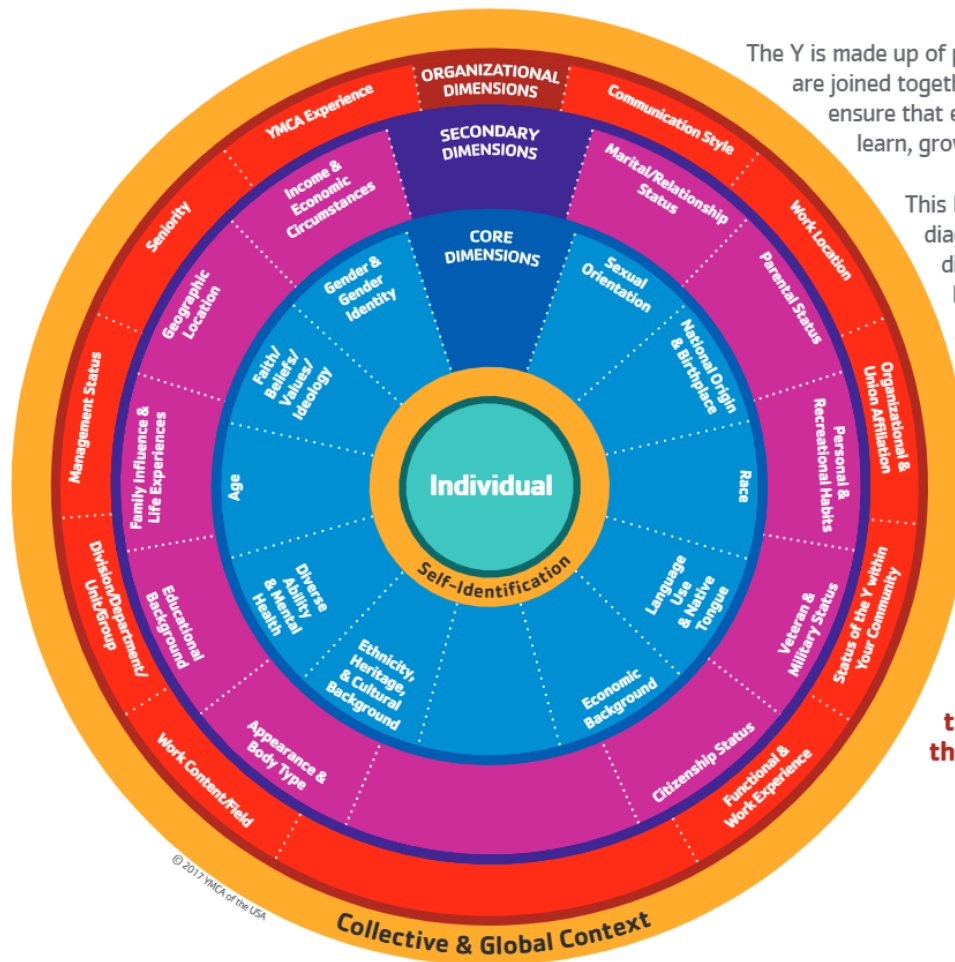 The Y is made up of
are joined togeth
ensure that e
learn, grow
This
diag
di
ORGANIZATIONAL
DIMENSIONS
Communication Style
Work Location
Organizational &
Union Affiliation
Status of the Y within
Your Community
Functional &
Work Experience
Work Content/Field
Division/Department/
Unit/Group
Management Status
Seniority
YMCA Experience
SECONDARY
DIMENSIONS
Marital/Relationship
Status
Parental Status
Personal &
Recreational Habits
Veteran &
Military Status
Citizenship Status
Appearance &
Body Type
Educational
Background
Family Influence &
Life Experiences
Geographic
Location
Income &
Economic
Circumstances
CORE
DIMENSIONS
Sexual
Orientation
National Origin
& Birthplace
Race
Language
Use
& Native
Tongue
Economic
Background
Ethnicity,
Heritage,
& Cultural
Background
Diverse
Ability
& Mental
Health
Age
Faith/
Beliefs/
Values/
Ideology
Gender &
Gender
Identity
Individual
Self-Identification
t
th
© 2017 YMCA of the USA
Collective & Global Context